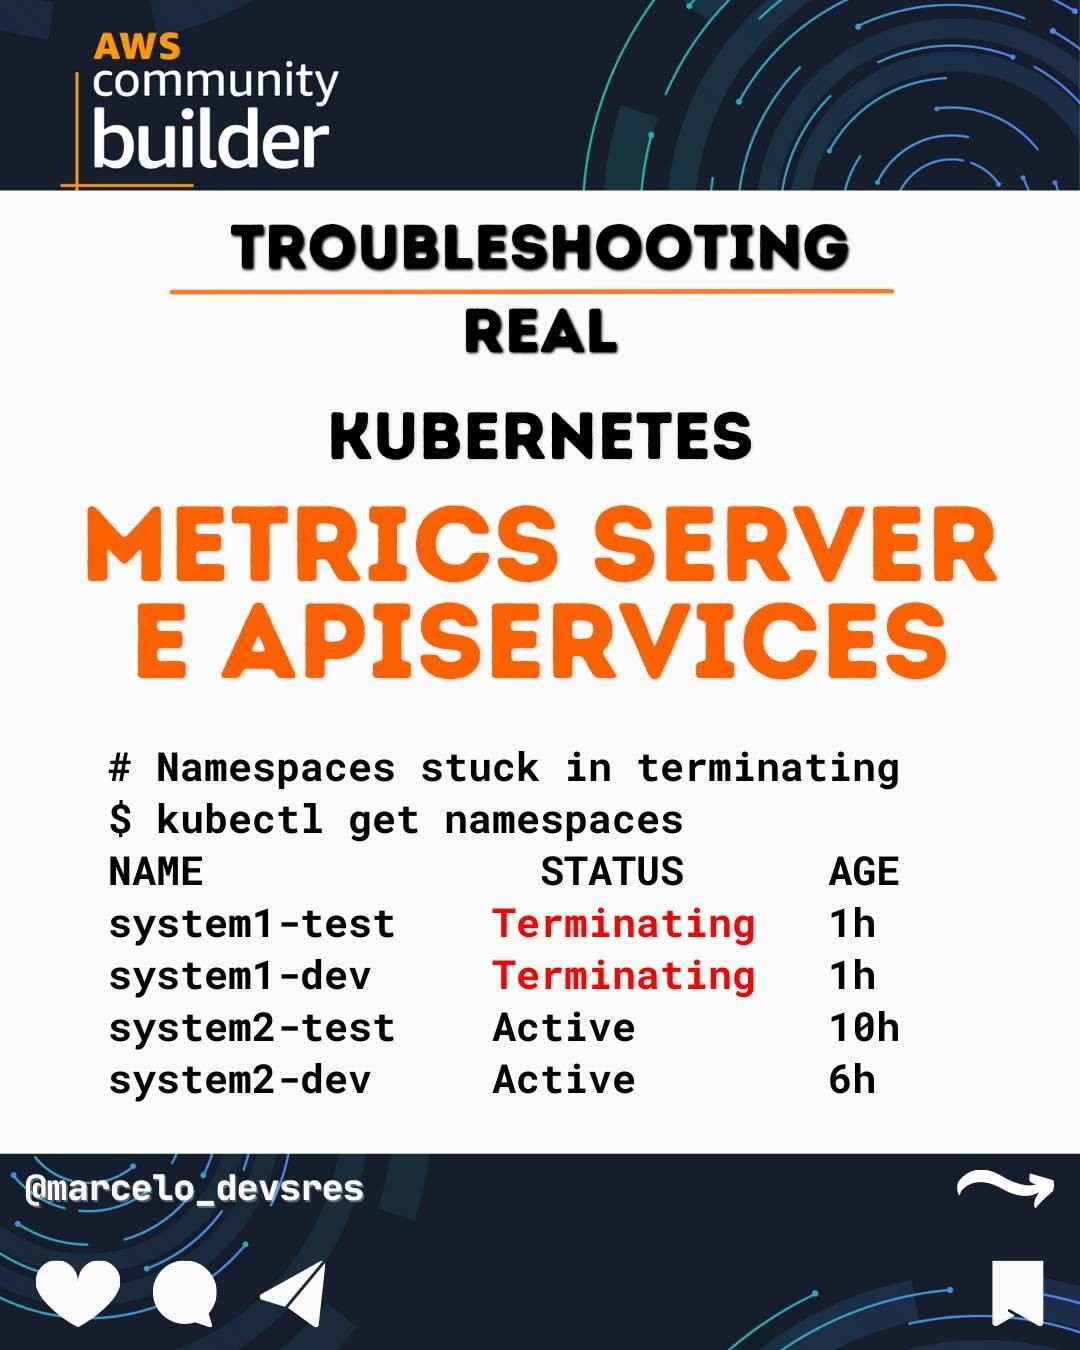 AWS
community
builder
TROUBLESHOOTING
REAL
KUBERNETES
METRICS SERVER
E APISERVICES
# Namespaces stuck in terminating
$ kubectl get namespaces
NAME STATUS AGE
system1-test Terminating 1h
system1-dev Terminating 1h
system2-test Active 10h
system2-dev Active 6h
@marcelo_devsres